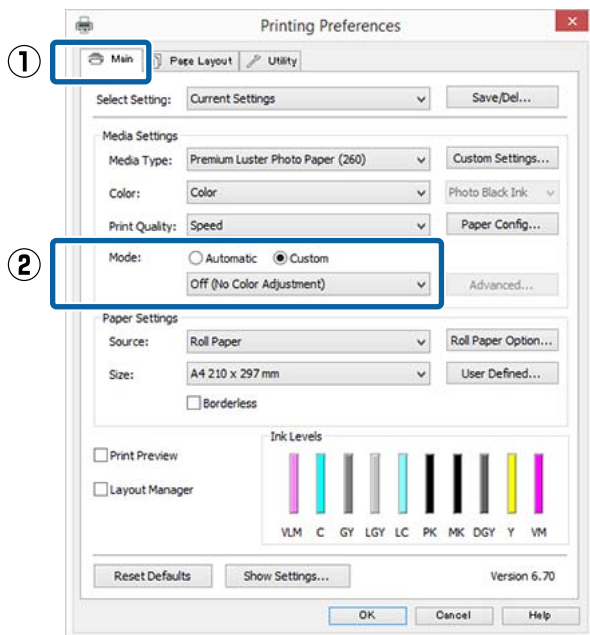 Printing Preferences
①
Main Page Layout Utility
Select Setting: Current Settings Save/Del...
Media Settings
Media Type: Premium Luster Photo Paper (260) Custom Settings...
Color: Color Photo Black Ink
Print Quality: Speed Paper Config...
②
Mode: Automatic Custom
Off (No Color Adjustment) Advanced...
Paper Settings
Source: Roll Paper Roll Paper Option...
Size: A4 210 x 297 mm User Defined...
Borderless
Ink Levels
Print Preview
Layout Manager
VLM C GY LGY LC PK MK DGY Y VM
Reset Defaults Show Settings... Version 6.70
OK Cancel Help